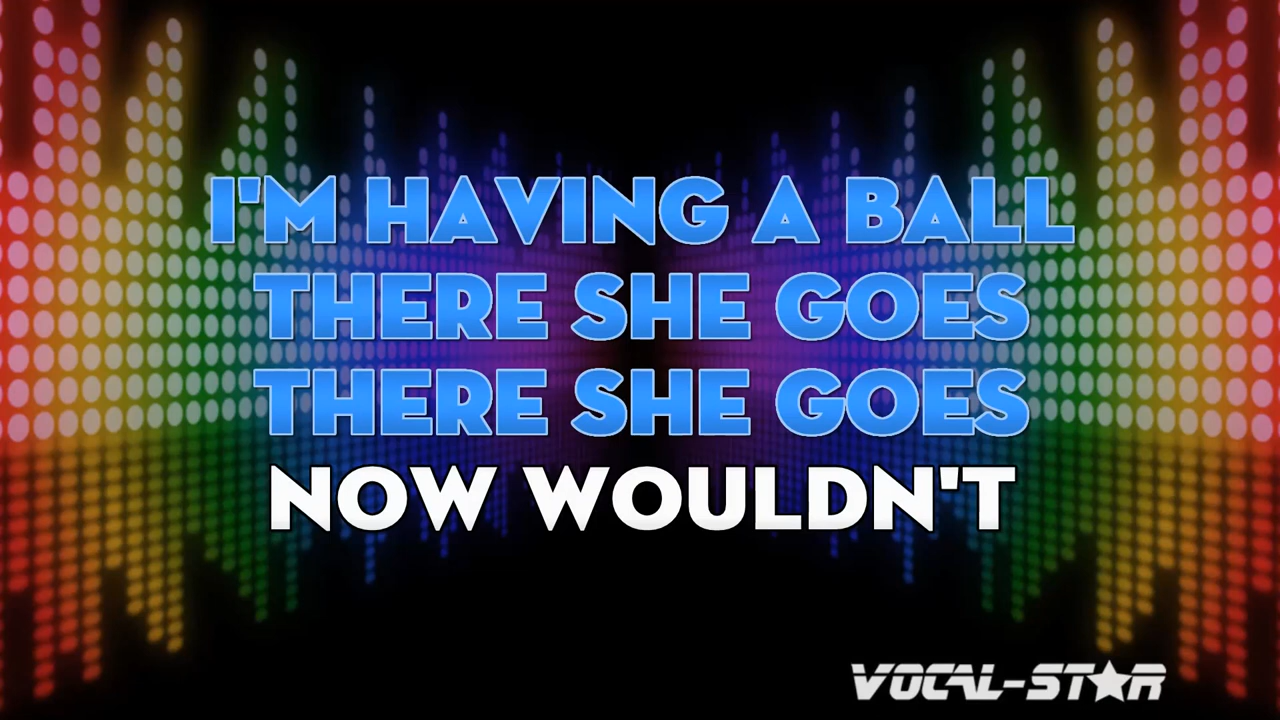 I'M HAVING A BALL
THERE SHE GOES
THERE SHE GOES
NOW WOULDN'T
VOCAL-STAR